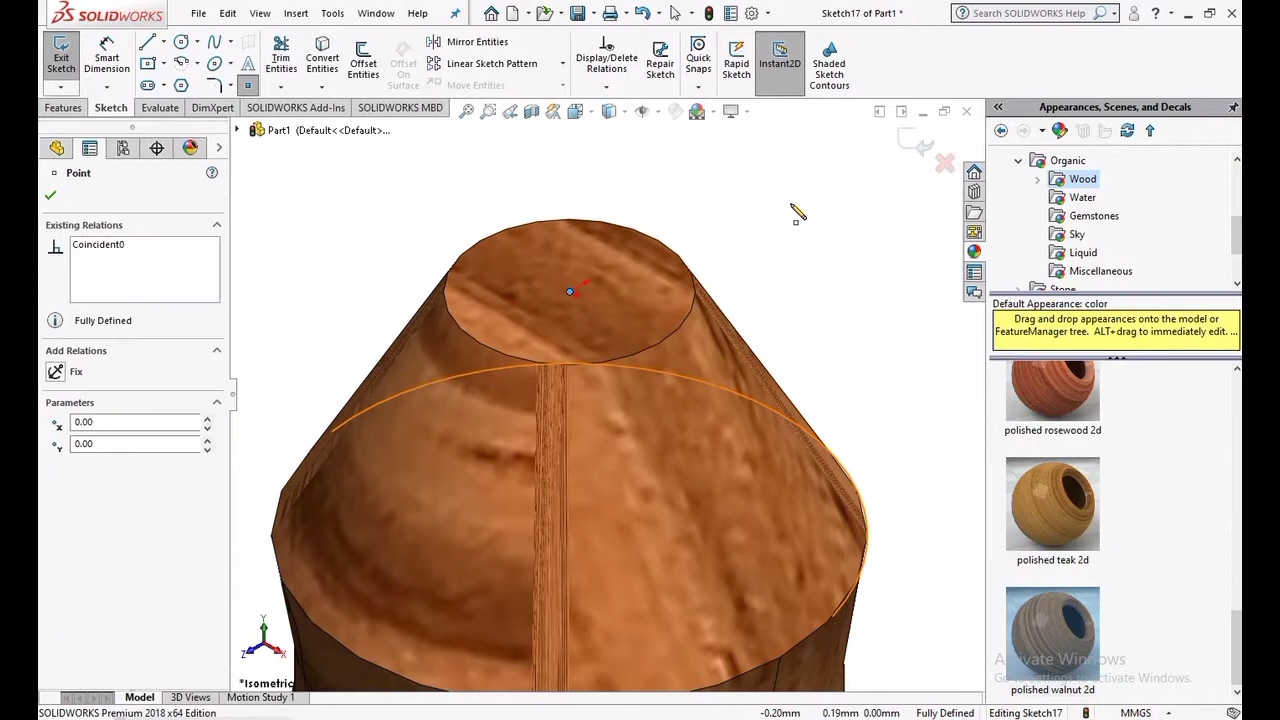 SOLIDWORKS
File
Edit
View
Insert
Tools
Window
Help
Sketch17 of Part1 *
Search SOLIDWORKS Help
Exit Sketch
Smart Dimension
Trim Entities
Convert Entities
Offset Entities
Offset On Surface
Mirror Entities
Linear Sketch Pattern
Move Entities
Display/Delete Relations
Repair Sketch
Quick Snaps
Rapid Sketch
Instant2D
Shaded Sketch Contours
Features
Sketch
Evaluate
DimXpert
SOLIDWORKS Add-Ins
SOLIDWORKS MBD
Part1 (Default<<Default>...
Point
Existing Relations
Coincident0
Fully Defined
Add Relations
Fix
Parameters
0.00
0.00
Appearances, Scenes, and Decals
Organic
Wood
Water
Gemstones
Sky
Liquid
Miscellaneous
Stone
Default Appearance: color
Drag and drop appearances onto the model or
FeatureManager tree. ALT+drag to immediately edit. ...
polished rosewood 2d
polished teak 2d
polished walnut 2d
Activate Windows
Go to Settings to activate Windows.
Y
Z
X
*Isometric
Model
3D Views
Motion Study 1
SOLIDWORKS Premium 2018 x64 Edition
-0.20mm
0.19mm
0.00mm
Fully Defined
Editing Sketch17
MMGS